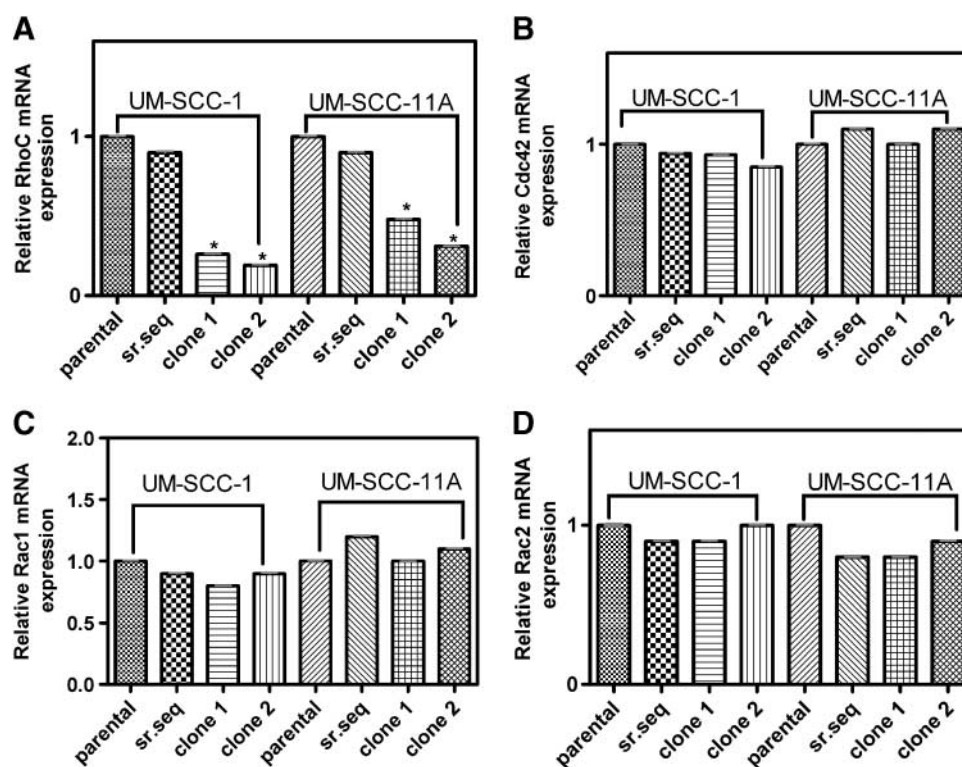 A
Relative RhoC mRNA
expression
1
0
UM-SCC-1
UM-SCC-11A
*
*
*
*
parental
sr.seq
clone 1
clone 2
parental
sr.seq
clone 1
clone 2
B
Relative Cdc42 mRNA
expression
1
0
UM-SCC-1
UM-SCC-11A
parental
sr.seq
clone 1
clone 2
parental
sr.seq
clone 1
clone 2
C
Relative Rac1 mRNA
expression
2.0
1.5
1.0
0.5
0.0
UM-SCC-1
UM-SCC-11A
parental
sr.seq
clone 1
clone 2
parental
sr.seq
clone 1
clone 2
D
Relative Rac2 mRNA
expression
1
0
UM-SCC-1
UM-SCC-11A
parental
sr.seq
clone 1
clone 2
parental
sr.seq
clone 1
clone 2